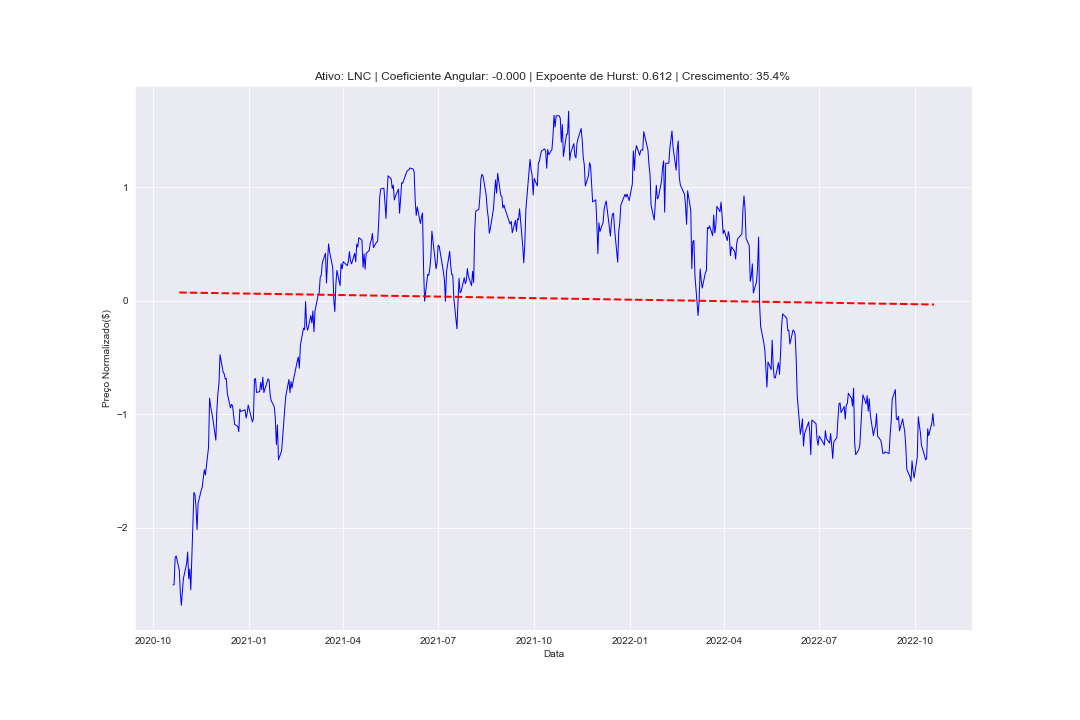 Ativo: LNC | Coeficiente Angular: -0.000 | Expoente de Hurst: 0.612 | Crescimento: 35.4%
Preço Normalizado($)
1
0
−1
−2
2020-10 2021-01 2021-04 2021-07 2021-10 2022-01 2022-04 2022-07 2022-10
Data